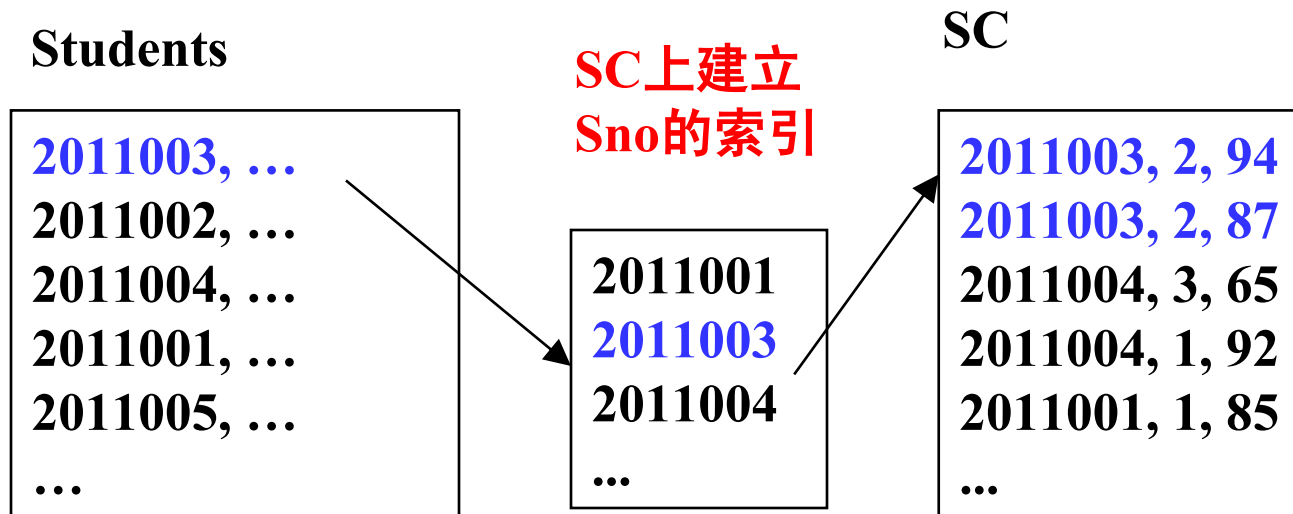 Students
2011003, …
2011002, …
2011004, …
2011001, …
2011005, …
…
SC上建立
Sno的索引
2011001
2011003
2011004
...
SC
2011003, 2, 94
2011003, 2, 87
2011004, 3, 65
2011004, 1, 92
2011001, 1, 85
...